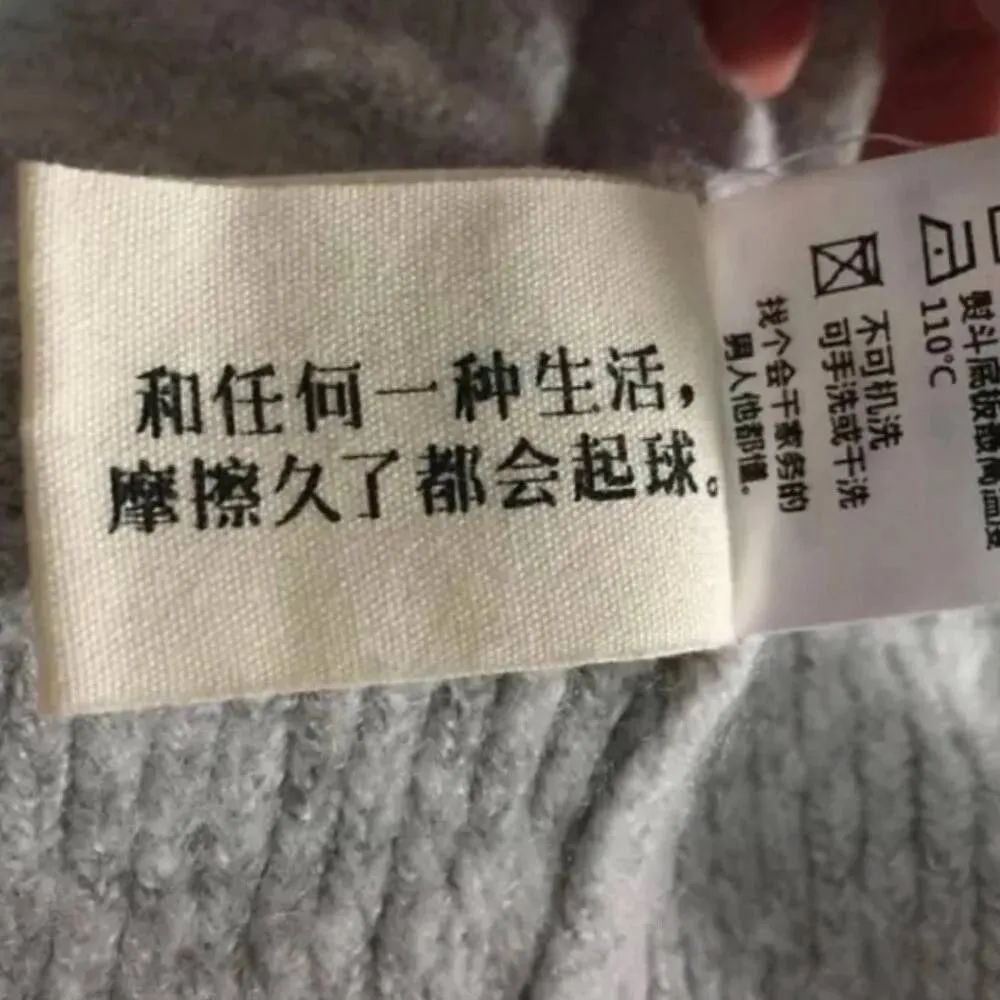 和任何一种生活，
摩擦久了都会起球。
110°C
不可机洗
可手洗或干洗
找个会干家务的
男人他都懂。